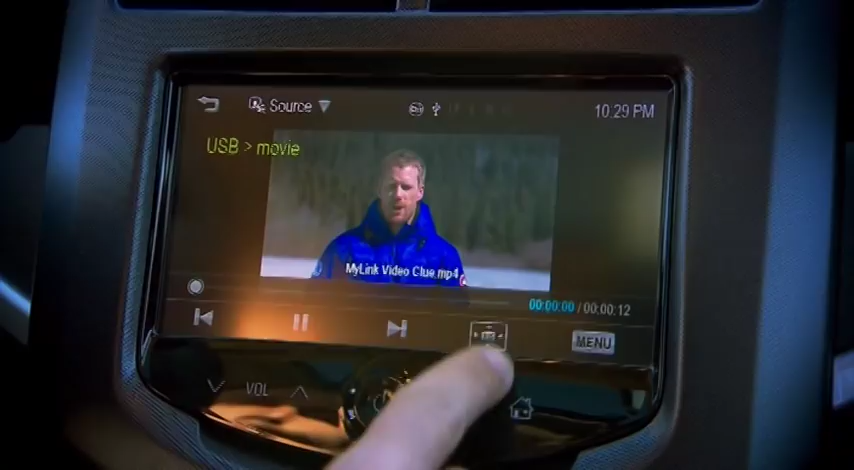 Source
10:29 PM
USB > movie
MyLink Video Clue.mp4
00:00:00 / 00:00:12
MENU
VOL